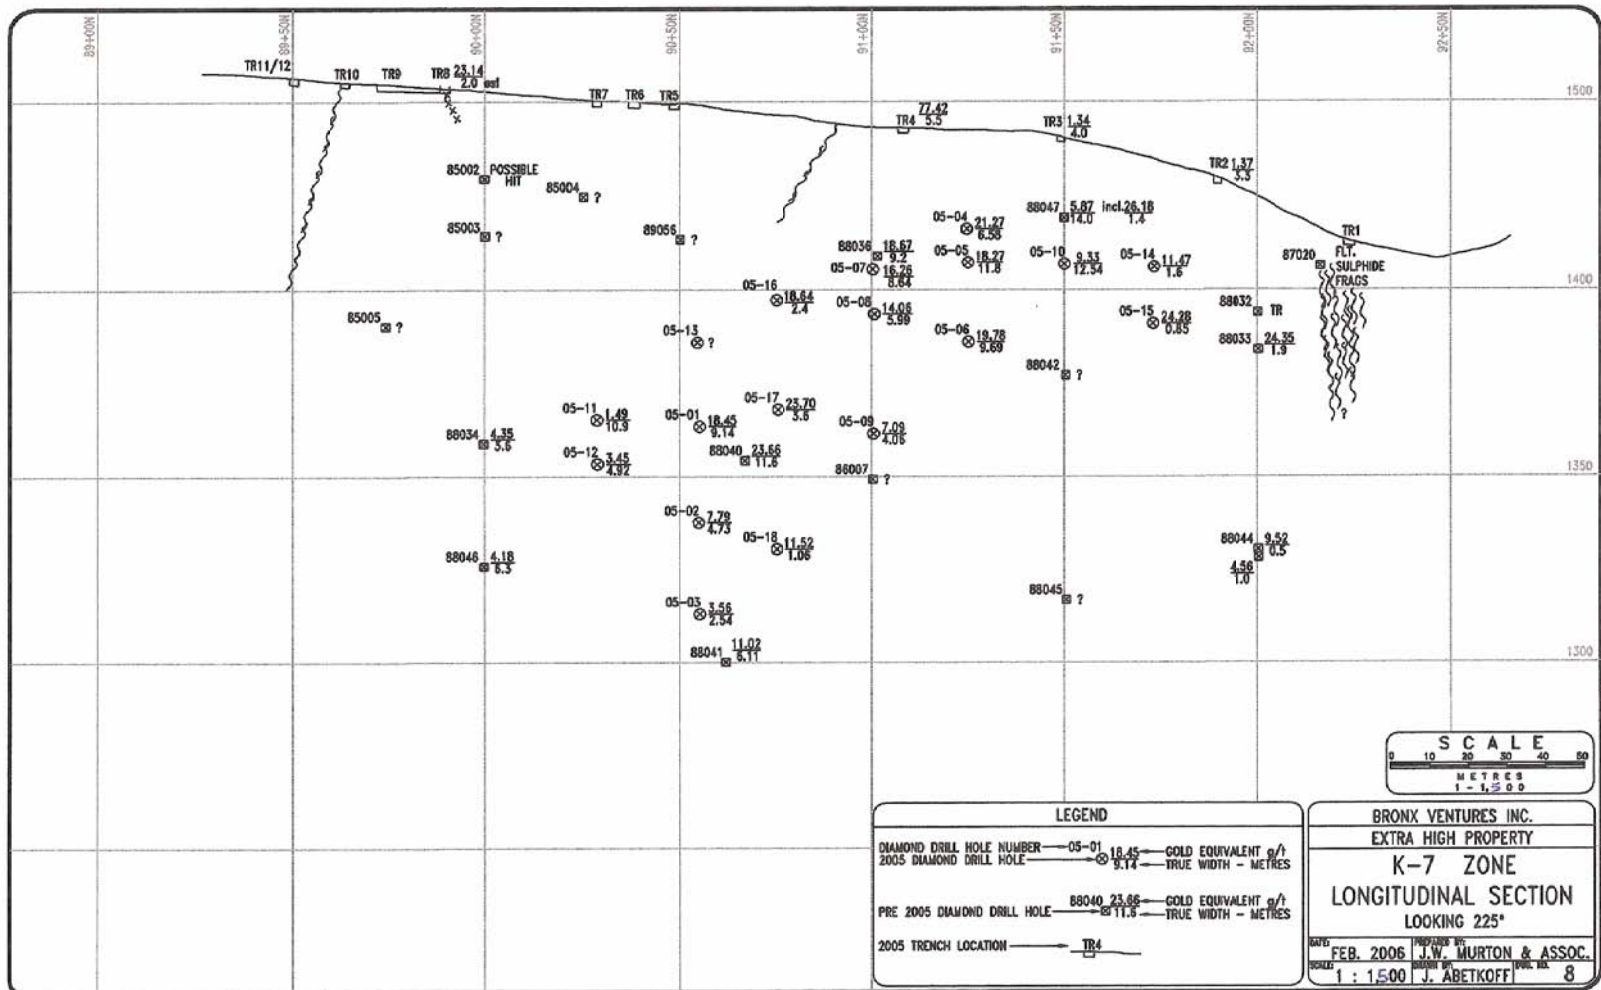 89+00N
89+50N
90+00N
90+50N
91+00N
91+50N
92+00N
92+50N
TR11/12
TR10
TR9
TR8 23.14
2.0 est
TR7
TR6
TR5
TR4
77.42
5.5
TR3 1.34
4.0
TR2 1.37
3.3
TR1
1500
85002 POSSIBLE
HIT
85004 ?
85003 ?
89056 ?
88036 18.67
9.2
05-07 16.26
8.64
05-04 21.27
6.58
05-05 18.27
11.8
88047 5.87 incl.26.18
14.0 1.4
05-10 9.33
12.54
05-14 11.47
1.6
87020
FLT.
SULPHIDE
FRAGS
1400
05-16 18.64
2.4
05-08 14.06
5.99
05-06 19.78
9.69
05-15 24.28
0.85
88032 TR
88033 24.35
1.9
85005 ?
05-13 ?
88042 ?
?
05-11 1.49
10.9
05-01 18.45
9.14
05-17 23.70
3.6
05-09 7.09
4.06
88034 4.35
5.6
05-12 3.45
4.92
88040 23.66
11.6
86007 ?
1350
05-02 7.79
4.73
05-18 11.52
1.06
88046 4.18
6.3
88044 9.52
0.5
4.56
1.0
88045 ?
05-03 3.56
2.54
88041 11.02
6.11
1300
SCALE
0 10 20 30 40 50
METRES
1 - 1,500
LEGEND
DIAMOND DRILL HOLE NUMBER 05-01
2005 DIAMOND DRILL HOLE 18.45 GOLD EQUIVALENT g/t
9.14 TRUE WIDTH - METRES
88040 23.66 GOLD EQUIVALENT g/t
PRE 2005 DIAMOND DRILL HOLE 11.6 TRUE WIDTH - METRES
2005 TRENCH LOCATION TR4
BRONX VENTURES INC.
EXTRA HIGH PROPERTY
K-7 ZONE
LONGITUDINAL SECTION
LOOKING 225°
DATE: FEB. 2006 PREPARED BY: J.W. MURTON & ASSOC.
SCALE: 1 : 1,500 DRAWN BY: J. ABETKOFF DWG. NO. 8